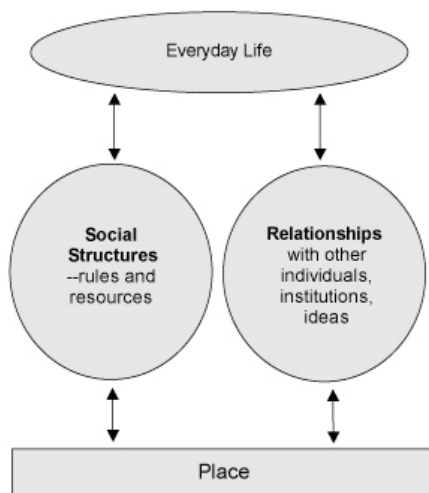 Everyday Life
Social
Structures
--rules and
resources
Relationships
with other
individuals,
institutions,
ideas
Place